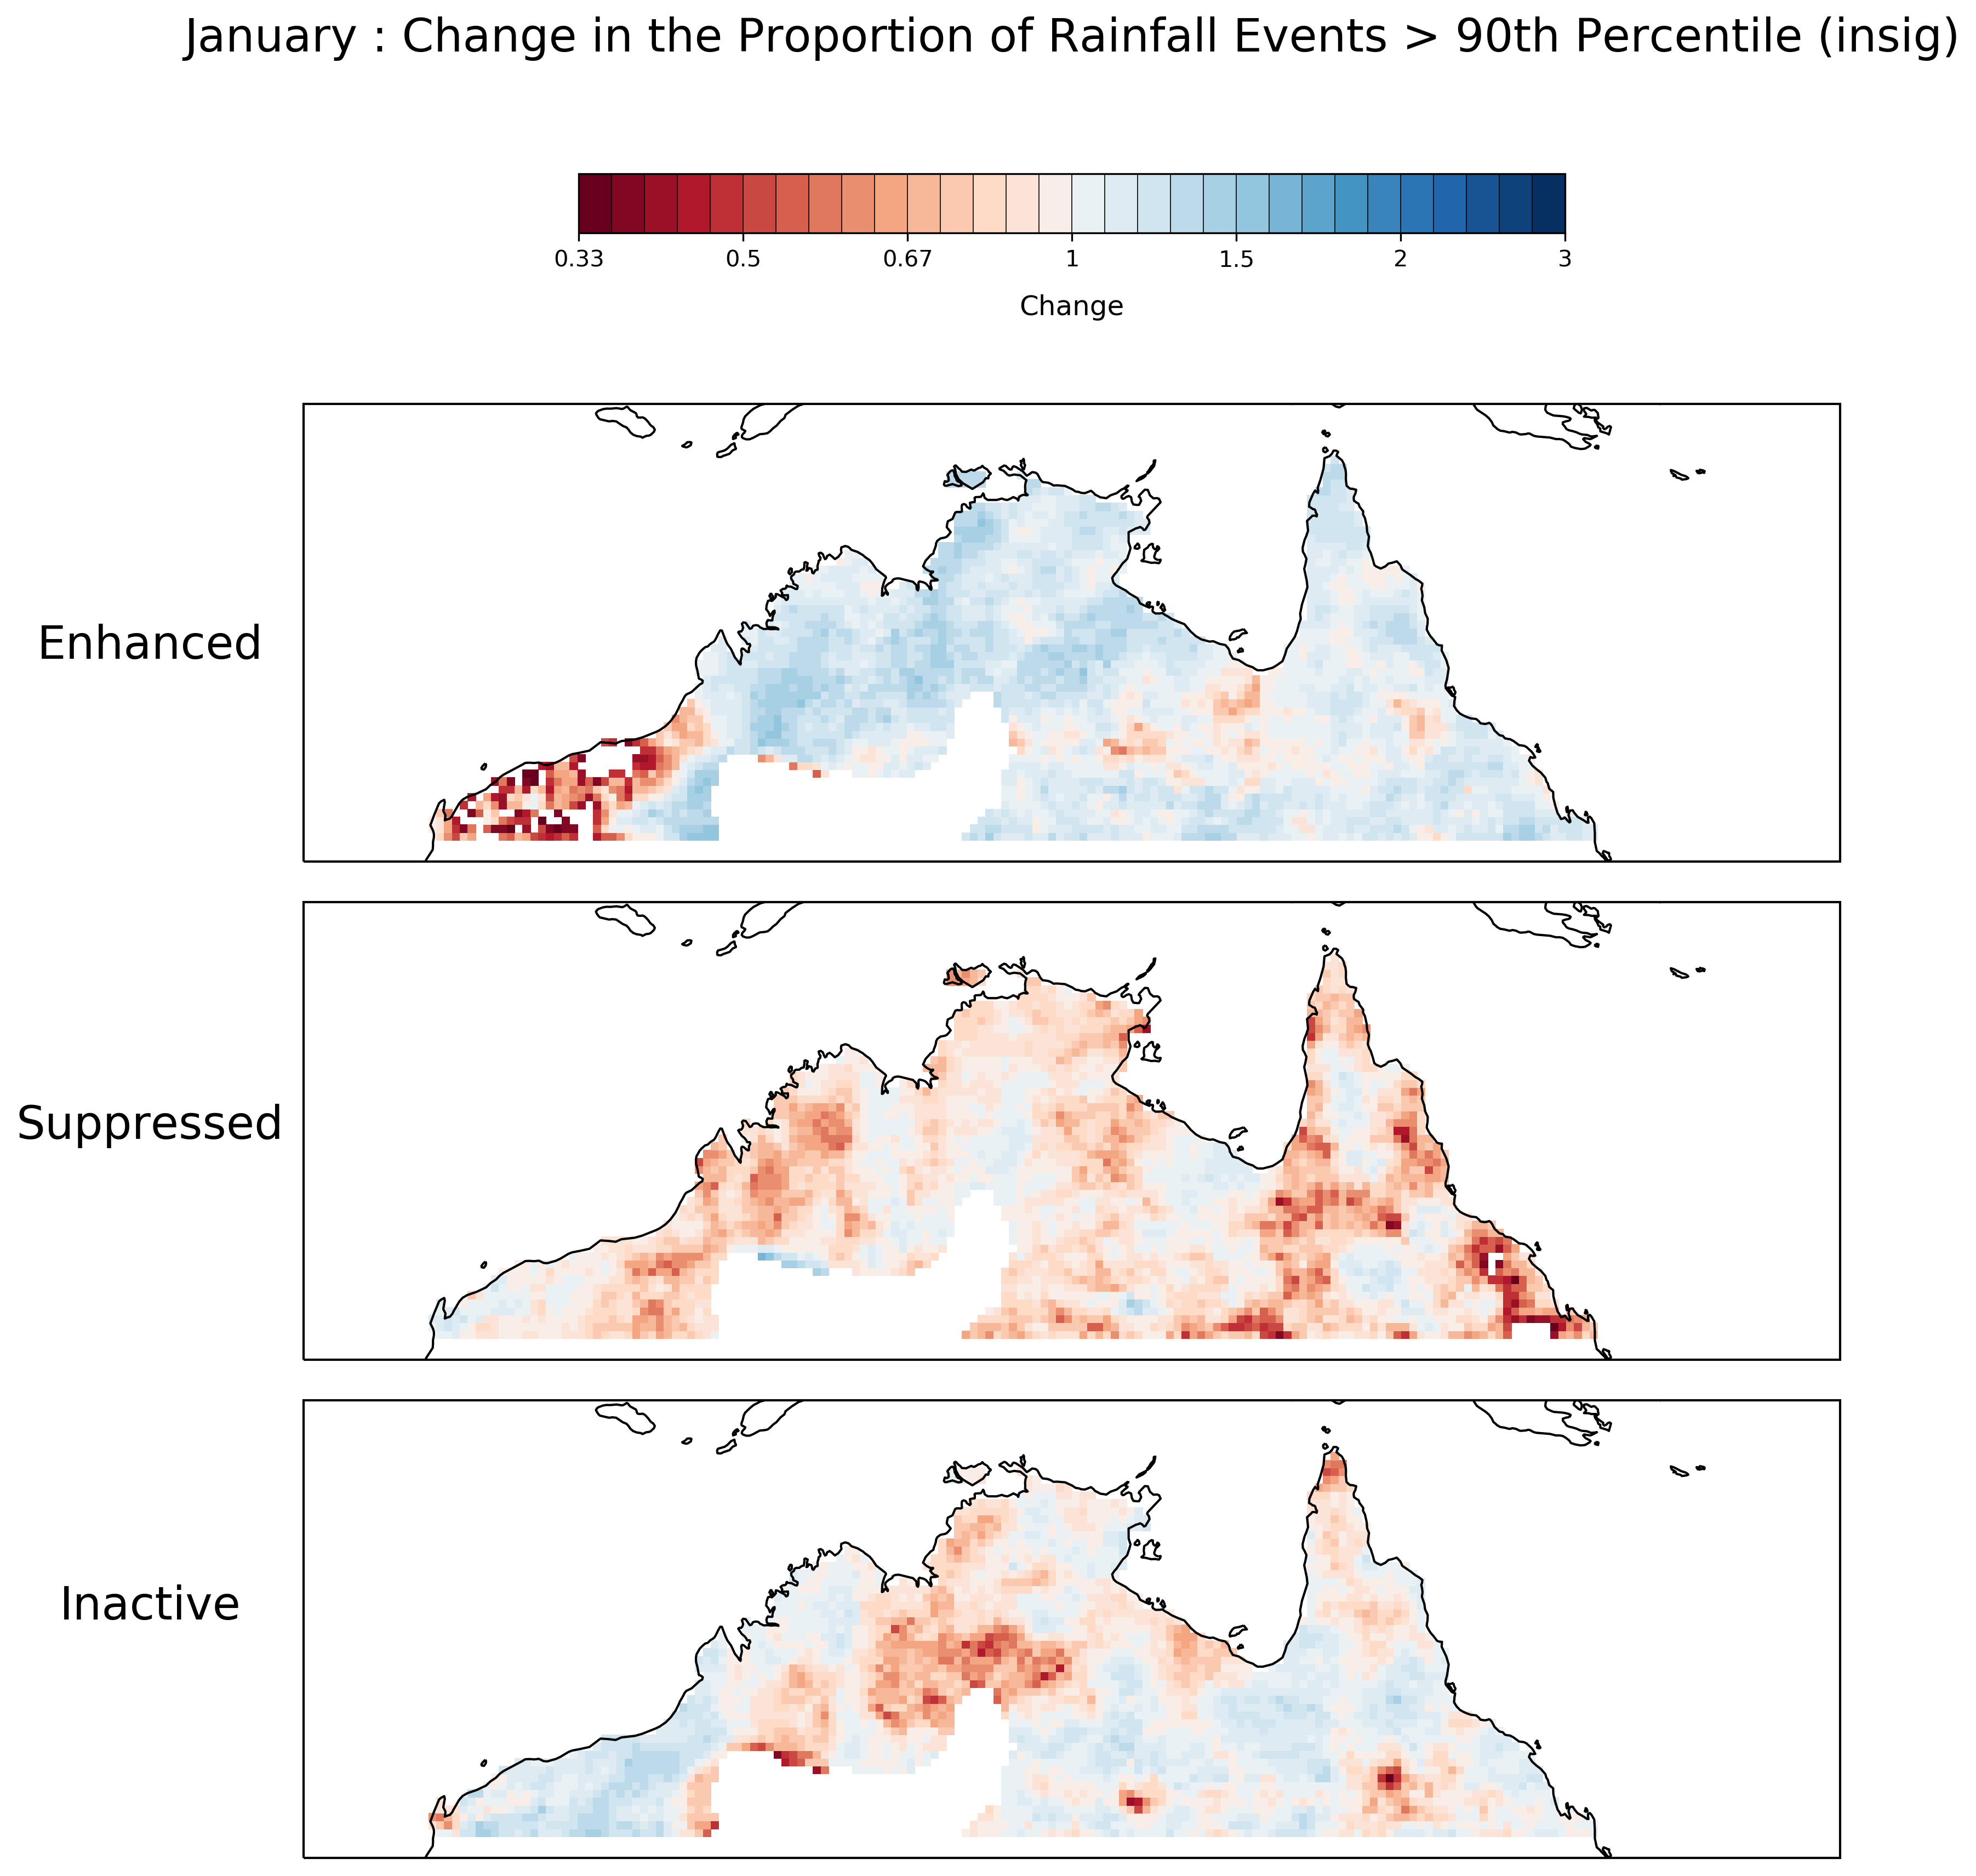 January : Change in the Proportion of Rainfall Events > 90th Percentile (insig)
0.33 0.5 0.67 1 1.5 2 3
Change
Enhanced
Suppressed
Inactive